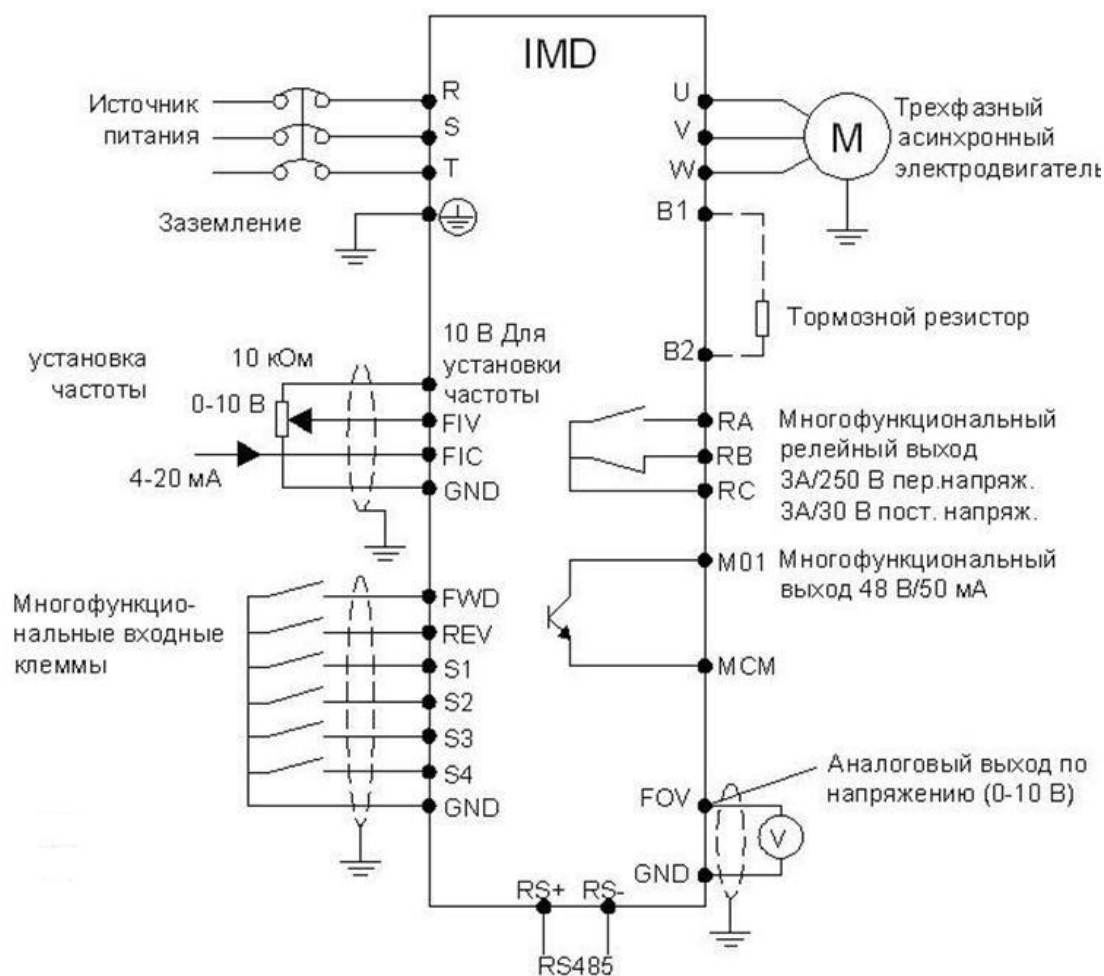 IMD
Источник
питания
R
S
T
Заземление
U
V
W
M
Трехфазный
асинхронный
электродвигатель
B1
Тормозной резистор
B2
установка
частоты
10 кОм
0-10 В
4-20 мА
10 В Для
установки
частоты
FIV
FIC
GND
RA
RB
RC
Многофункциональный
релейный выход
3А/250 В пер.напряж.
3А/30 В пост. напряж.
M01
Многофункциональный
выход 48 В/50 мА
MCM
Многофункцио-
нальные входные
клеммы
FWD
REV
S1
S2
S3
S4
GND
FOV
Аналоговый выход по
напряжению (0-10 В)
V
GND
RS+
RS-
RS485